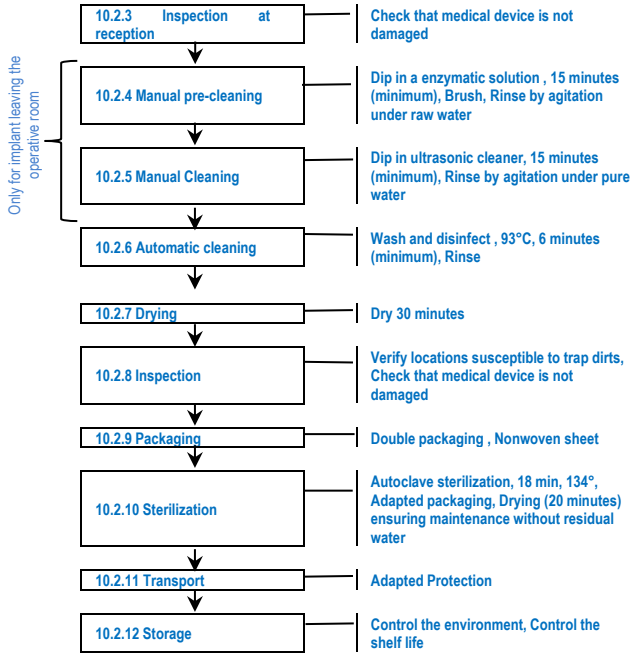 10.2.3 Inspection at
reception
Check that medical device is not
damaged
Only for implant leaving the
operative room
10.2.4 Manual pre-cleaning
Dip in a enzymatic solution , 15 minutes
(minimum), Brush, Rinse by agitation
under raw water
10.2.5 Manual Cleaning
Dip in ultrasonic cleaner, 15 minutes
(minimum), Rinse by agitation under pure
water
10.2.6 Automatic cleaning
Wash and disinfect , 93°C, 6 minutes
(minimum), Rinse
10.2.7 Drying
Dry 30 minutes
10.2.8 Inspection
Verify locations susceptible to trap dirts,
Check that medical device is not
damaged
10.2.9 Packaging
Double packaging , Nonwoven sheet
10.2.10 Sterilization
Autoclave sterilization, 18 min, 134°,
Adapted packaging, Drying (20 minutes)
ensuring maintenance without residual
water
10.2.11 Transport
Adapted Protection
10.2.12 Storage
Control the environment, Control the
shelf life